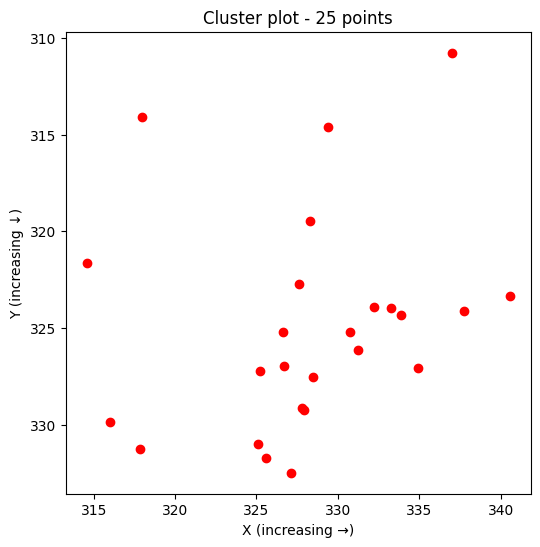 Cluster plot - 25 points
310
315
320
325
330
Y (increasing ↓)
315 320 325 330 335 340
X (increasing →)